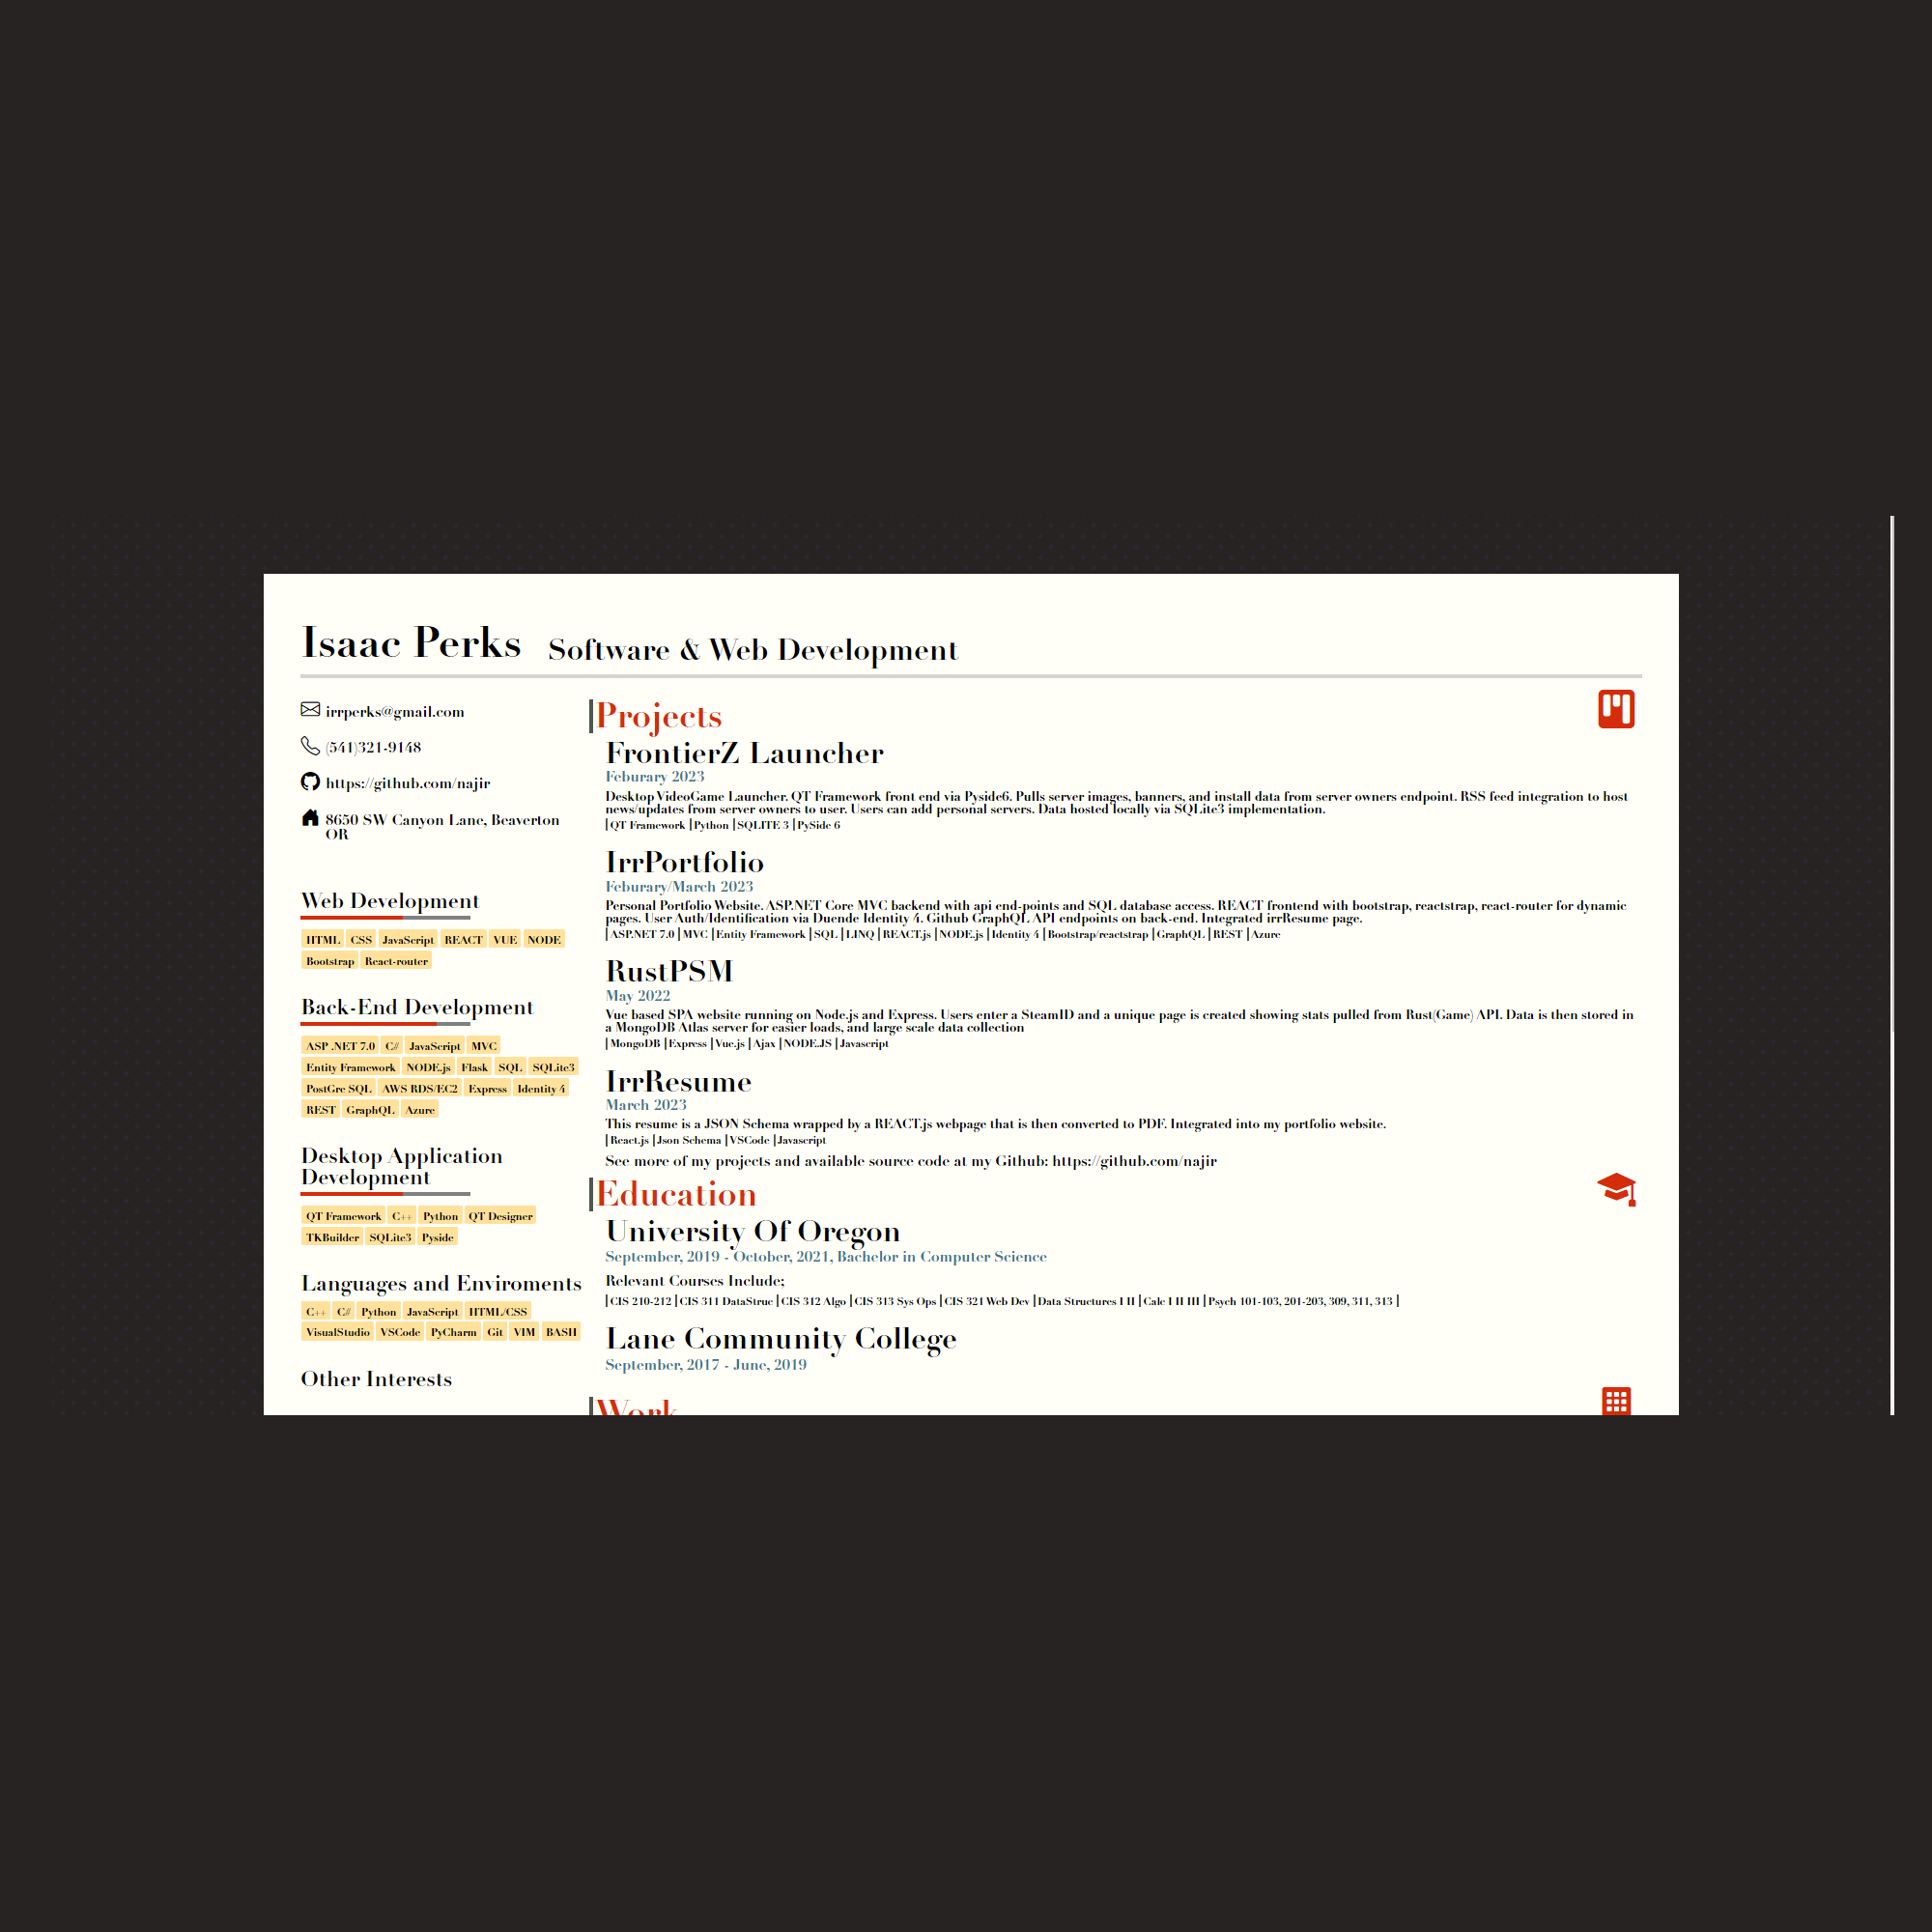 Isaac Perks Software & Web Development
irrperks@gmail.com
(541)321-9148
https://github.com/najir
8650 SW Canyon Lane, Beaverton
OR
Web Development
HTML CSS JavaScript REACT VUE NODE
Bootstrap React-router
Back-End Development
ASP .NET 7.0 C# JavaScript MVC
Entity Framework NODE.js Flask SQL SQLite3
PostGre SQL AWS RDS/EC2 Express Identity 4
REST GraphQL Azure
Desktop Application
Development
QT Framework C++ Python QT Designer
TKBuilder SQLite3 Pyside
Languages and Enviroments
C++ C# Python JavaScript HTML/CSS
VisualStudio VSCode PyCharm Git VIM BASH
Other Interests
Projects
FrontierZ Launcher
Feburary 2023
Desktop VideoGame Launcher. QT Framework front end via Pyside6. Pulls server images, banners, and install data from server owners endpoint. RSS feed integration to host
news/updates from server owners to user. Users can add personal servers. Data hosted locally via SQLite3 implementation.
|QT Framework |Python |SQLITE 3 |PySide 6
IrrPortfolio
Feburary/March 2023
Personal Portfolio Website. ASP.NET Core MVC backend with api end-points and SQL database access. REACT frontend with bootstrap, reactstrap, react-router for dynamic
pages. User Auth/Identification via Duende Identity 4. Github GraphQL API endpoints on back-end. Integrated irrResume page.
|ASP.NET 7.0 |MVC |Entity Framework |SQL |LINQ |REACT.js |NODE.js |Identity 4 |Bootstrap/reactstrap |GraphQL |REST |Azure
RustPSM
May 2022
Vue based SPA website running on Node.js and Express. Users enter a SteamID and a unique page is created showing stats pulled from Rust(Game) API. Data is then stored in
a MongoDB Atlas server for easier loads, and large scale data collection
|MongoDB |Express |Vue.js |Ajax |NODE.JS |Javascript
IrrResume
March 2023
This resume is a JSON Schema wrapped by a REACT.js webpage that is then converted to PDF. Integrated into my portfolio website.
|React.js |Json Schema |VSCode |Javascript
See more of my projects and available source code at my Github: https://github.com/najir
Education
University Of Oregon
September, 2019 - October, 2021, Bachelor in Computer Science
Relevant Courses Include;
|CIS 210-212 |CIS 311 DataStruc |CIS 312 Algo |CIS 313 Sys Ops |CIS 321 Web Dev |Data Structures I II |Calc I II III |Psych 101-103, 201-203, 309, 311, 313 |
Lane Community College
September, 2017 - June, 2019
Work